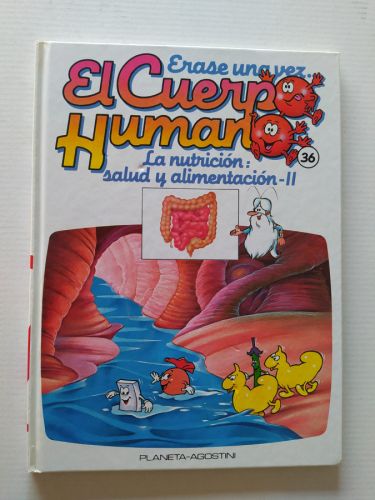 Erase una vez...
El Cuerpo
Humano
36
La nutrición:
salud y alimentación-II
PLANETA-AGOSTINI